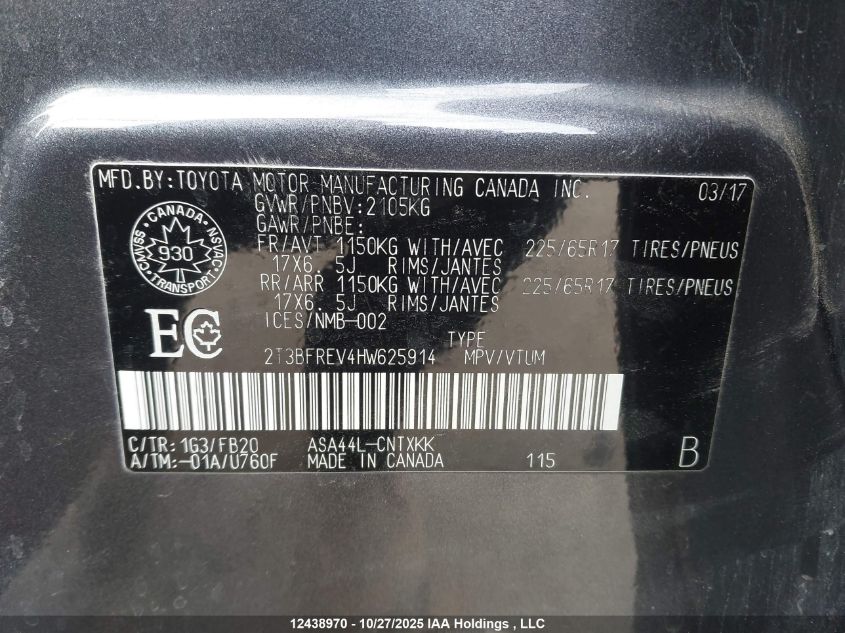 MFD.BY:TOYOTA MOTOR MANUFACTURING CANADA INC. 03/17
GVWR/PNBV:2105KG
GAWR/PNBE:
FR/AVT 1150KG WITH/AVEC 225/65R17 TIRES/PNEUS
17X6.5J RIMS/JANTES
RR/ARR 1150KG WITH/AVEC 225/65R17 TIRES/PNEUS
17X6.5J RIMS/JANTES
ICES/NMB-002
CANADA
CMVSS 930 NSVAC
TRANSPORT
EC
TYPE
2T3BFREV4HW625914 MPV/VTUM
C/TR: 1G3/FB20 ASA44L-CNTXKK
A/TM:-01A/U760F MADE IN CANADA 115 B
12438970 - 10/27/2025 IAA Holdings , LLC